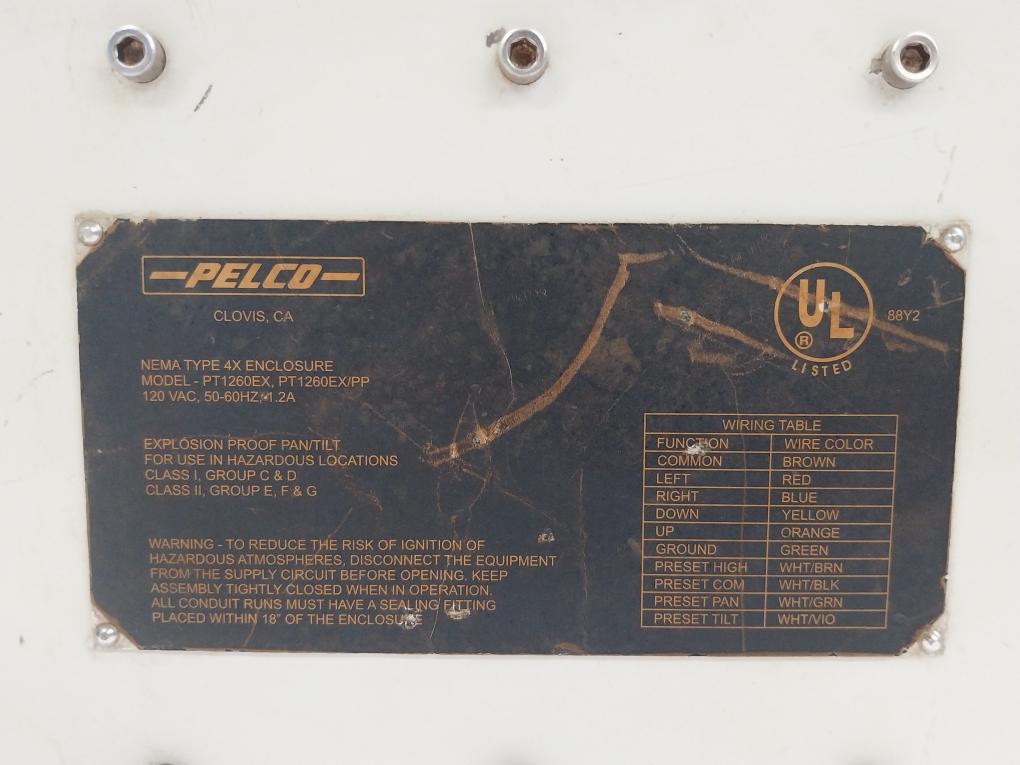 PELCO
CLOVIS, CA
NEMA TYPE 4X ENCLOSURE
MODEL - PT1260EX, PT1260EX/PP
120 VAC, 50-60HZ, 1.2A
EXPLOSION PROOF PAN/TILT
FOR USE IN HAZARDOUS LOCATIONS
CLASS I, GROUP C & D
CLASS II, GROUP E, F & G
WARNING - TO REDUCE THE RISK OF IGNITION OF
HAZARDOUS ATMOSPHERES, DISCONNECT THE EQUIPMENT
FROM THE SUPPLY CIRCUIT BEFORE OPENING. KEEP
ASSEMBLY TIGHTLY CLOSED WHEN IN OPERATION.
ALL CONDUIT RUNS MUST HAVE A SEALING FITTING
PLACED WITHIN 18" OF THE ENCLOSURE
UL ®
LISTED
88Y2
WIRING TABLE
FUNCTION WIRE COLOR
COMMON BROWN
LEFT RED
RIGHT BLUE
DOWN YELLOW
UP ORANGE
GROUND GREEN
PRESET HIGH WHT/BRN
PRESET COM WHT/BLK
PRESET PAN WHT/GRN
PRESET TILT WHT/VIO